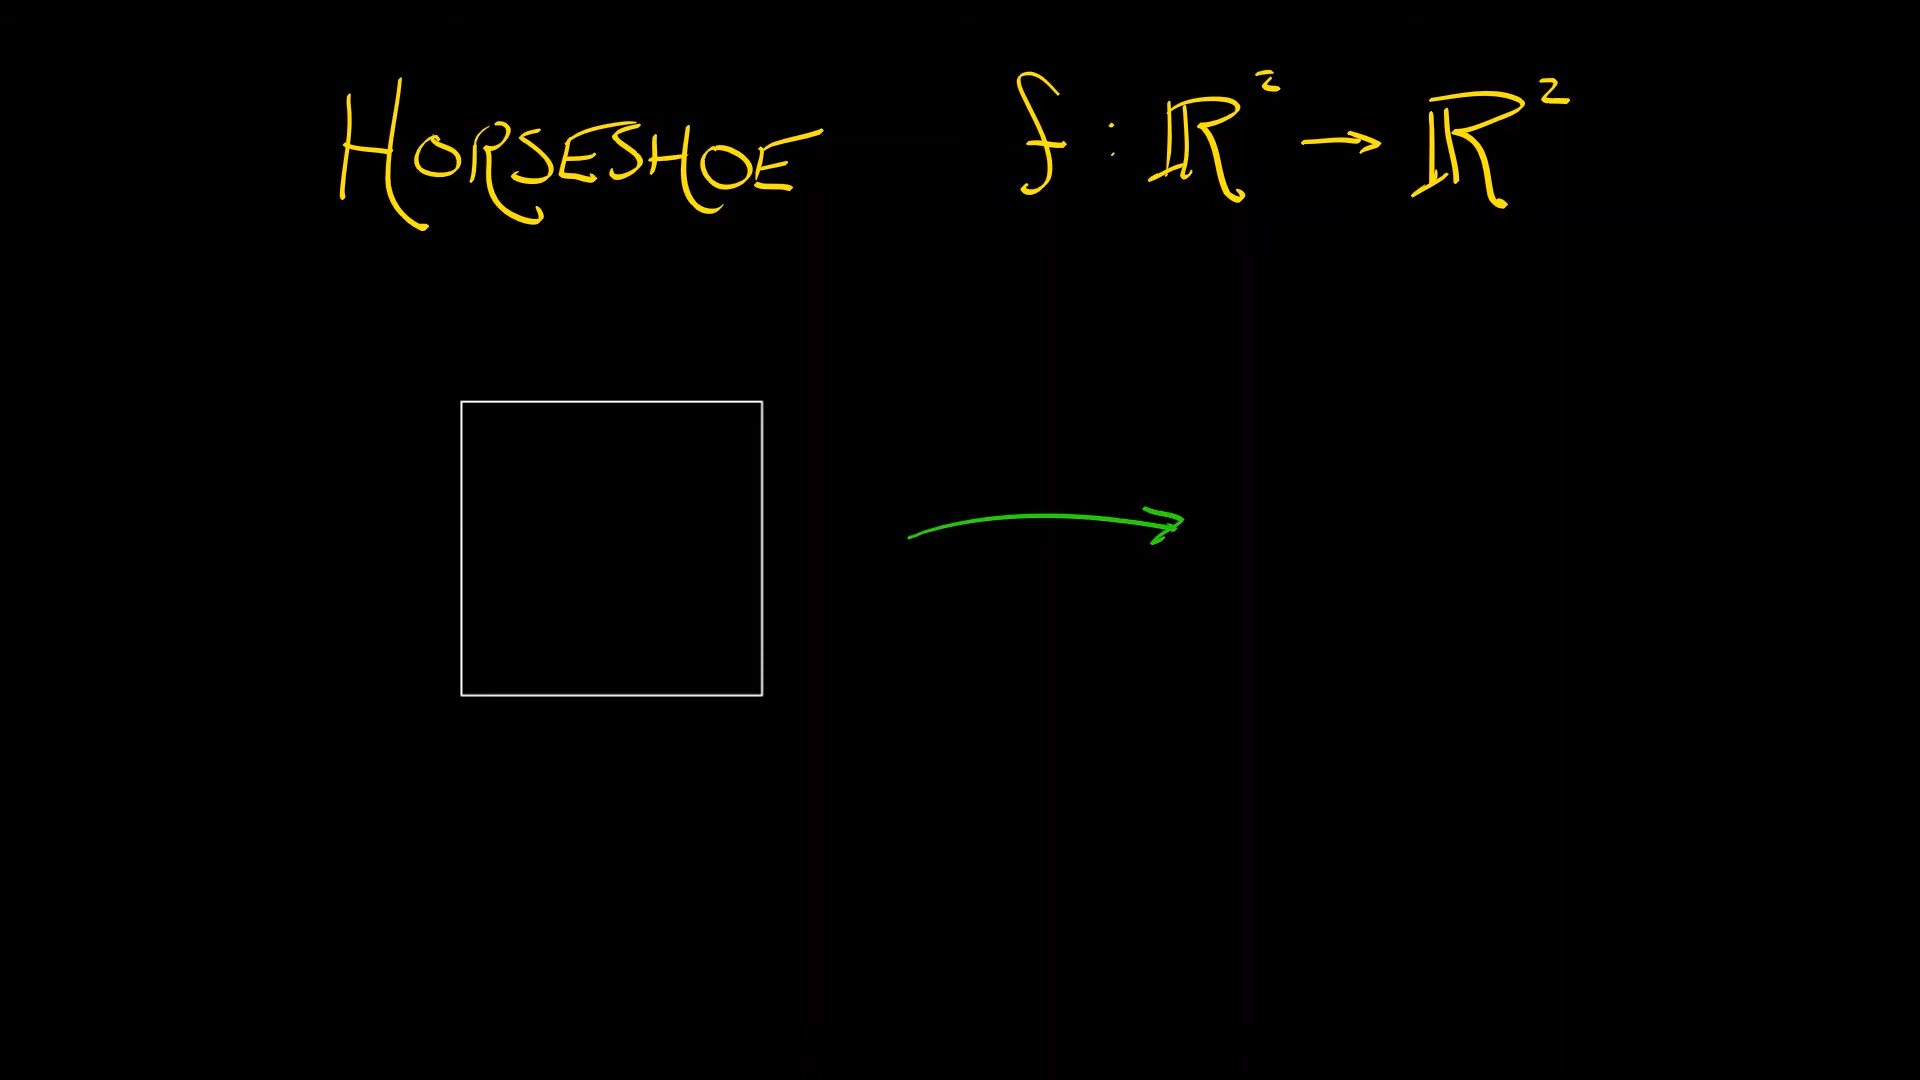 HORSESHOE f : ℝ² → ℝ²